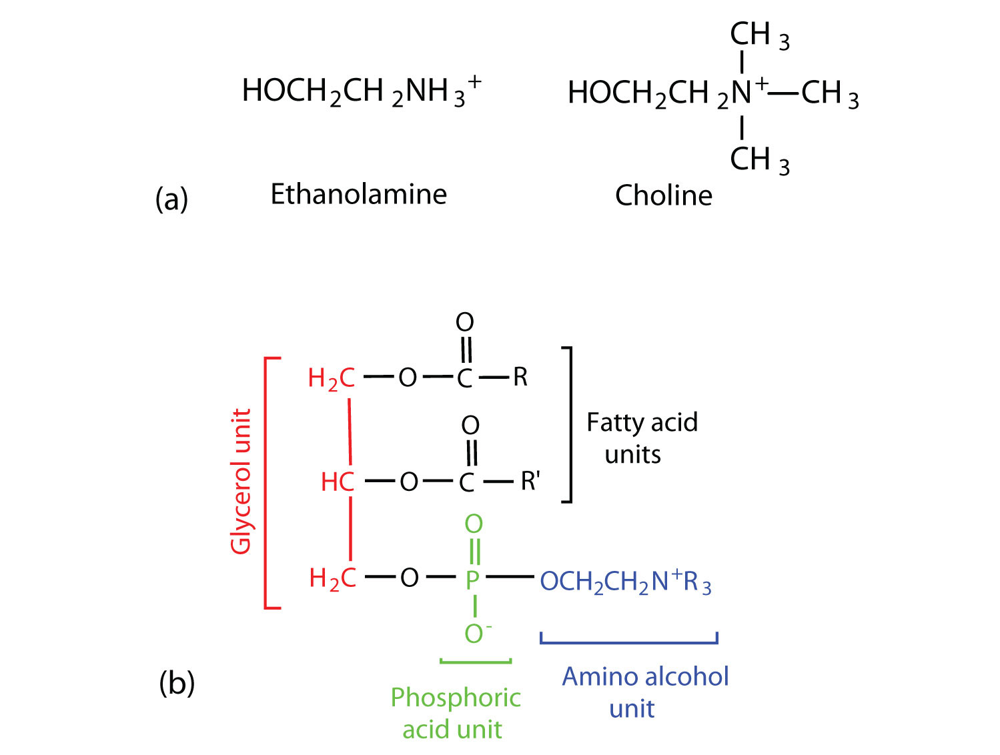 CH3
HOCH2CH2NH3+
HOCH2CH2N+—CH3
CH3
(a)
Ethanolamine
Choline
O
H2C—O—C—R
O
HC—O—C—R'
O
H2C—O—P—OCH2CH2N+R3
O-
Glycerol unit
Fatty acid
units
(b)
Phosphoric
acid unit
Amino alcohol
unit